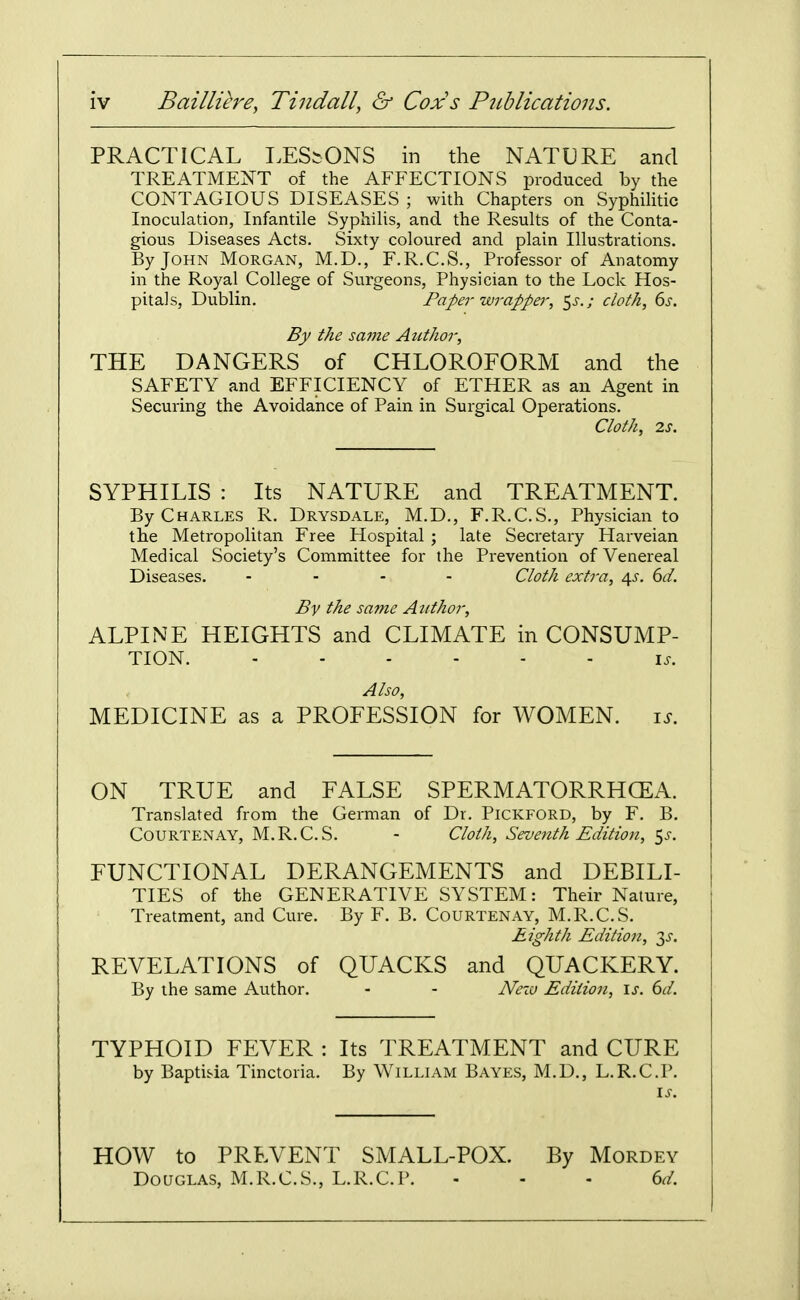 iv Baillière, Tindall, & Cox's Publications.
PRACTICAL LESSONS in the NATURE and
TREATMENT of the AFFECTIONS produced by the
CONTAGIOUS DISEASES ; with Chapters on Syphilitic
Inoculation, Infantile Syphilis, and the Results of the Conta-
gious Diseases Acts. Sixty coloured and plain Illustrations.
By JOHN MORGAN, M.D., F.R.C.S., Professor of Anatomy
in the Royal College of Surgeons, Physician to the Lock Hos-
pitals, Dublin. Paper wrapper, 5s.; cloth, 6s.
By the same Author,
THE DANGERS of CHLOROFORM and the
SAFETY and EFFICIENCY of ETHER as an Agent in
Securing the Avoidance of Pain in Surgical Operations.
Cloth, 2s.
SYPHILIS : Its NATURE and TREATMENT.
By CHARLES R. DRYSDALE, M.D., F.R.C.S., Physician to
the Metropolitan Free Hospital ; late Secretary Harveian
Medical Society's Committee for the Prevention of Venereal
Diseases. - - - - Cloth extra, 4s. 6d.
By the same Author,
ALPINE HEIGHTS and CLIMATE in CONSUMP-
TION. - - - - - - 1s.
Also,
MEDICINE as a PROFESSION for WOMEN. 1s.
ON TRUE and FALSE SPERMATORRHŒA.
Translated from the German of Dr. PICKFORD, by F. B.
COURTENAY, M.R.C.S. - Cloth, Seventh Edition, 5s.
FUNCTIONAL DERANGEMENTS and DEBILI-
TIES of the GENERATIVE SYSTEM: Their Nature,
Treatment, and Cure. By F. B. COURTENAY, M.R.C.S.
Eighth Edition, 3s.
REVELATIONS of QUACKS and QUACKERY.
By the same Author. - - New Edition, 1s. 6d.
TYPHOID FEVER : Its TREATMENT and CURE
by Baptisia Tinctoria. By WILLIAM BAYES, M.D., L.R.C.P.
1s.
HOW to PREVENT SMALL-POX. By MORDEY
DOUGLAS, M.R.C.S., L.R.C.P. - - - 6d.